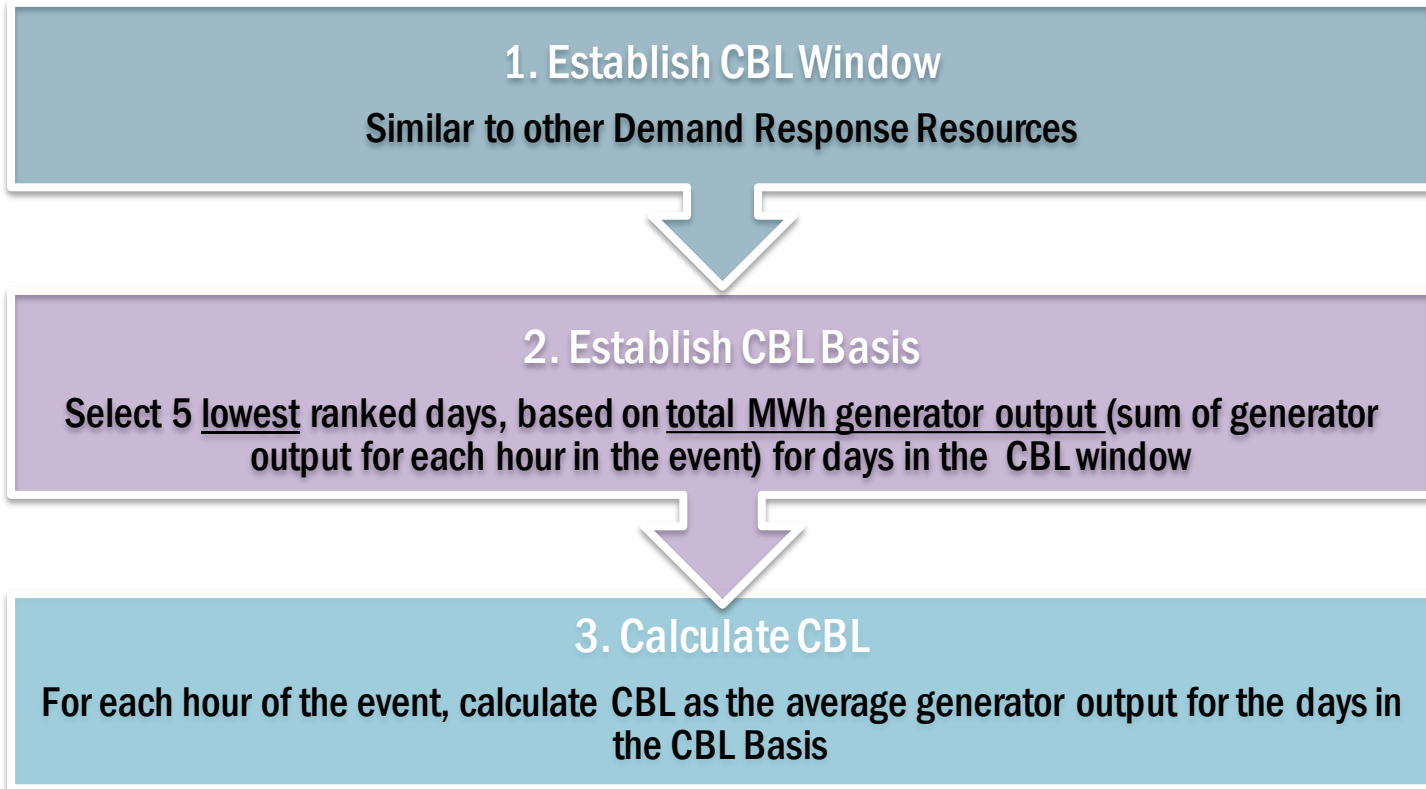 1. Establish CBL Window
Similar to other Demand Response Resources
2. Establish CBL Basis
Select 5 lowest ranked days, based on total MWh generator output (sum of generator
output for each hour in the event) for days in the CBL window
3. Calculate CBL
For each hour of the event, calculate CBL as the average generator output for the days in
the CBL Basis